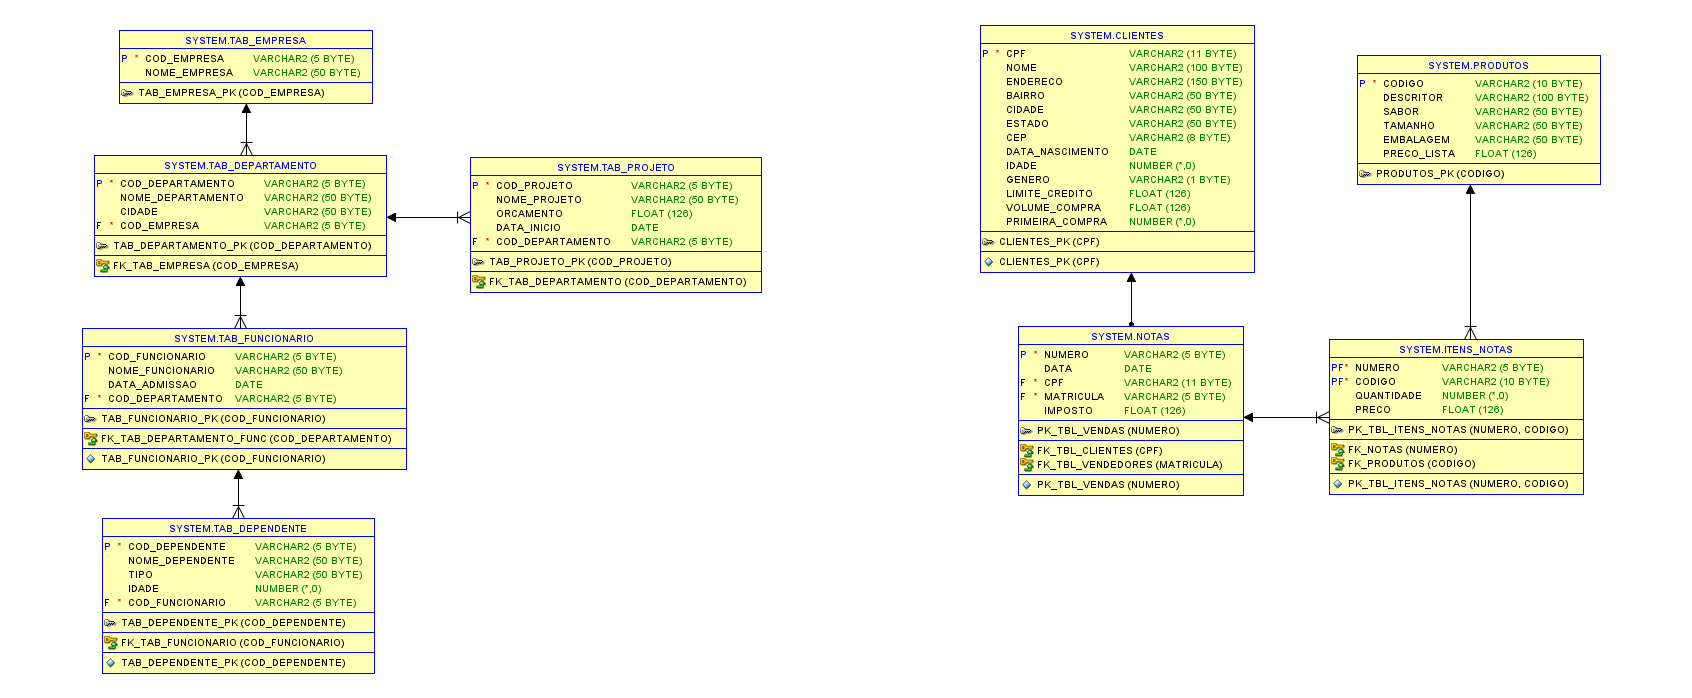 SYSTEM.TAB_EMPRESA
P * COD_EMPRESA VARCHAR2 (5 BYTE)
NOME_EMPRESA VARCHAR2 (50 BYTE)
TAB_EMPRESA_PK (COD_EMPRESA)
SYSTEM.TAB_DEPARTAMENTO
P * COD_DEPARTAMENTO VARCHAR2 (5 BYTE)
NOME_DEPARTAMENTO VARCHAR2 (50 BYTE)
CIDADE VARCHAR2 (50 BYTE)
F * COD_EMPRESA VARCHAR2 (5 BYTE)
TAB_DEPARTAMENTO_PK (COD_DEPARTAMENTO)
FK_TAB_EMPRESA (COD_EMPRESA)
SYSTEM.TAB_PROJETO
P * COD_PROJETO VARCHAR2 (5 BYTE)
NOME_PROJETO VARCHAR2 (50 BYTE)
ORCAMENTO FLOAT (126)
DATA_INICIO DATE
F * COD_DEPARTAMENTO VARCHAR2 (5 BYTE)
TAB_PROJETO_PK (COD_PROJETO)
FK_TAB_DEPARTAMENTO (COD_DEPARTAMENTO)
SYSTEM.TAB_FUNCIONARIO
P * COD_FUNCIONARIO VARCHAR2 (5 BYTE)
NOME_FUNCIONARIO VARCHAR2 (50 BYTE)
DATA_ADMISSAO DATE
F * COD_DEPARTAMENTO VARCHAR2 (5 BYTE)
TAB_FUNCIONARIO_PK (COD_FUNCIONARIO)
FK_TAB_DEPARTAMENTO_FUNC (COD_DEPARTAMENTO)
TAB_FUNCIONARIO_PK (COD_FUNCIONARIO)
SYSTEM.TAB_DEPENDENTE
P * COD_DEPENDENTE VARCHAR2 (5 BYTE)
NOME_DEPENDENTE VARCHAR2 (50 BYTE)
TIPO VARCHAR2 (50 BYTE)
IDADE NUMBER (*,0)
F * COD_FUNCIONARIO VARCHAR2 (5 BYTE)
TAB_DEPENDENTE_PK (COD_DEPENDENTE)
FK_TAB_FUNCIONARIO (COD_FUNCIONARIO)
TAB_DEPENDENTE_PK (COD_DEPENDENTE)
SYSTEM.CLIENTES
P * CPF VARCHAR2 (11 BYTE)
NOME VARCHAR2 (100 BYTE)
ENDERECO VARCHAR2 (150 BYTE)
BAIRRO VARCHAR2 (50 BYTE)
CIDADE VARCHAR2 (50 BYTE)
ESTADO VARCHAR2 (50 BYTE)
CEP VARCHAR2 (8 BYTE)
DATA_NASCIMENTO DATE
IDADE NUMBER (*,0)
GENERO VARCHAR2 (1 BYTE)
LIMITE_CREDITO FLOAT (126)
VOLUME_COMPRA FLOAT (126)
PRIMEIRA_COMPRA NUMBER (*,0)
CLIENTES_PK (CPF)
CLIENTES_PK (CPF)
SYSTEM.PRODUTOS
P * CODIGO VARCHAR2 (10 BYTE)
DESCRITOR VARCHAR2 (100 BYTE)
SABOR VARCHAR2 (50 BYTE)
TAMANHO VARCHAR2 (50 BYTE)
EMBALAGEM VARCHAR2 (50 BYTE)
PRECO_LISTA FLOAT (126)
PRODUTOS_PK (CODIGO)
SYSTEM.NOTAS
P * NUMERO VARCHAR2 (5 BYTE)
DATA DATE
F * CPF VARCHAR2 (11 BYTE)
F * MATRICULA VARCHAR2 (5 BYTE)
IMPOSTO FLOAT (126)
PK_TBL_VENDAS (NUMERO)
FK_TBL_CLIENTES (CPF)
FK_TBL_VENDEDORES (MATRICULA)
PK_TBL_VENDAS (NUMERO)
SYSTEM.ITENS_NOTAS
PF* NUMERO VARCHAR2 (5 BYTE)
PF* CODIGO VARCHAR2 (10 BYTE)
QUANTIDADE NUMBER (*,0)
PRECO FLOAT (126)
PK_TBL_ITENS_NOTAS (NUMERO, CODIGO)
FK_NOTAS (NUMERO)
FK_PRODUTOS (CODIGO)
PK_TBL_ITENS_NOTAS (NUMERO, CODIGO)